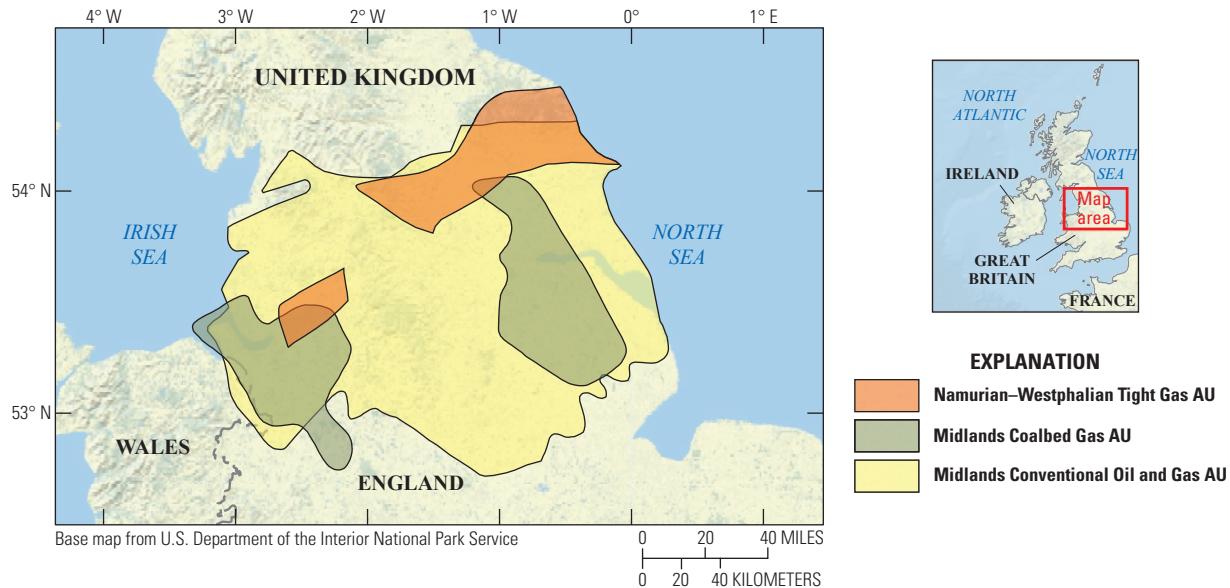 4° W 3° W 2° W 1° W 0° 1° E
UNITED KINGDOM
54° N
IRISH
SEA
NORTH
SEA
53° N
WALES
ENGLAND
Base map from U.S. Department of the Interior National Park Service
0 20 40 MILES
0 20 40 KILOMETERS
NORTH
ATLANTIC
NORTH
SEA
IRELAND
Map
area
GREAT
BRITAIN
FRANCE
EXPLANATION
Namurian–Westphalian Tight Gas AU
Midlands Coalbed Gas AU
Midlands Conventional Oil and Gas AU